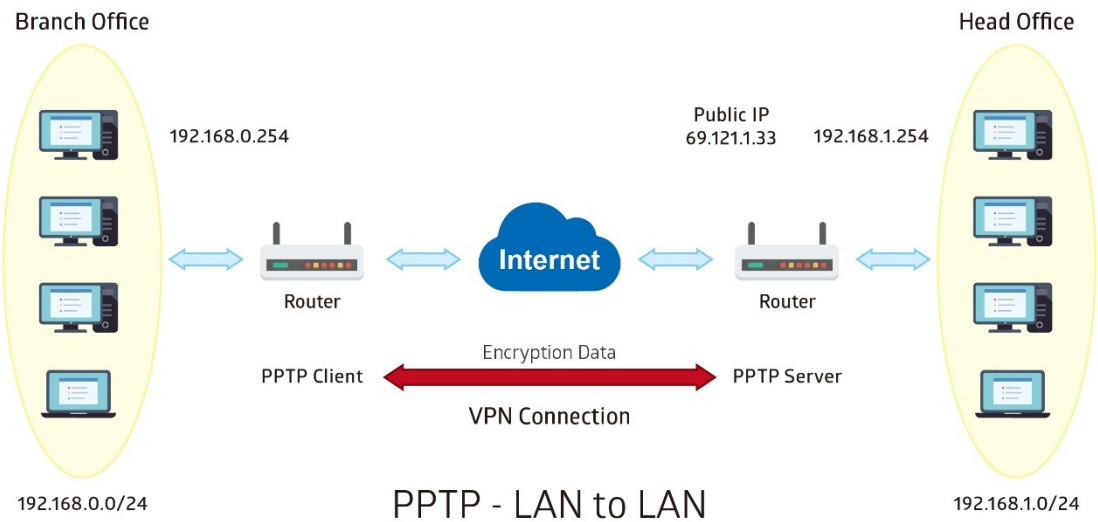 Branch Office
Head Office
192.168.0.254
Public IP
69.121.1.33
192.168.1.254
Internet
Router
Router
Encryption Data
PPTP Client
PPTP Server
VPN Connection
192.168.0.0/24
PPTP - LAN to LAN
192.168.1.0/24